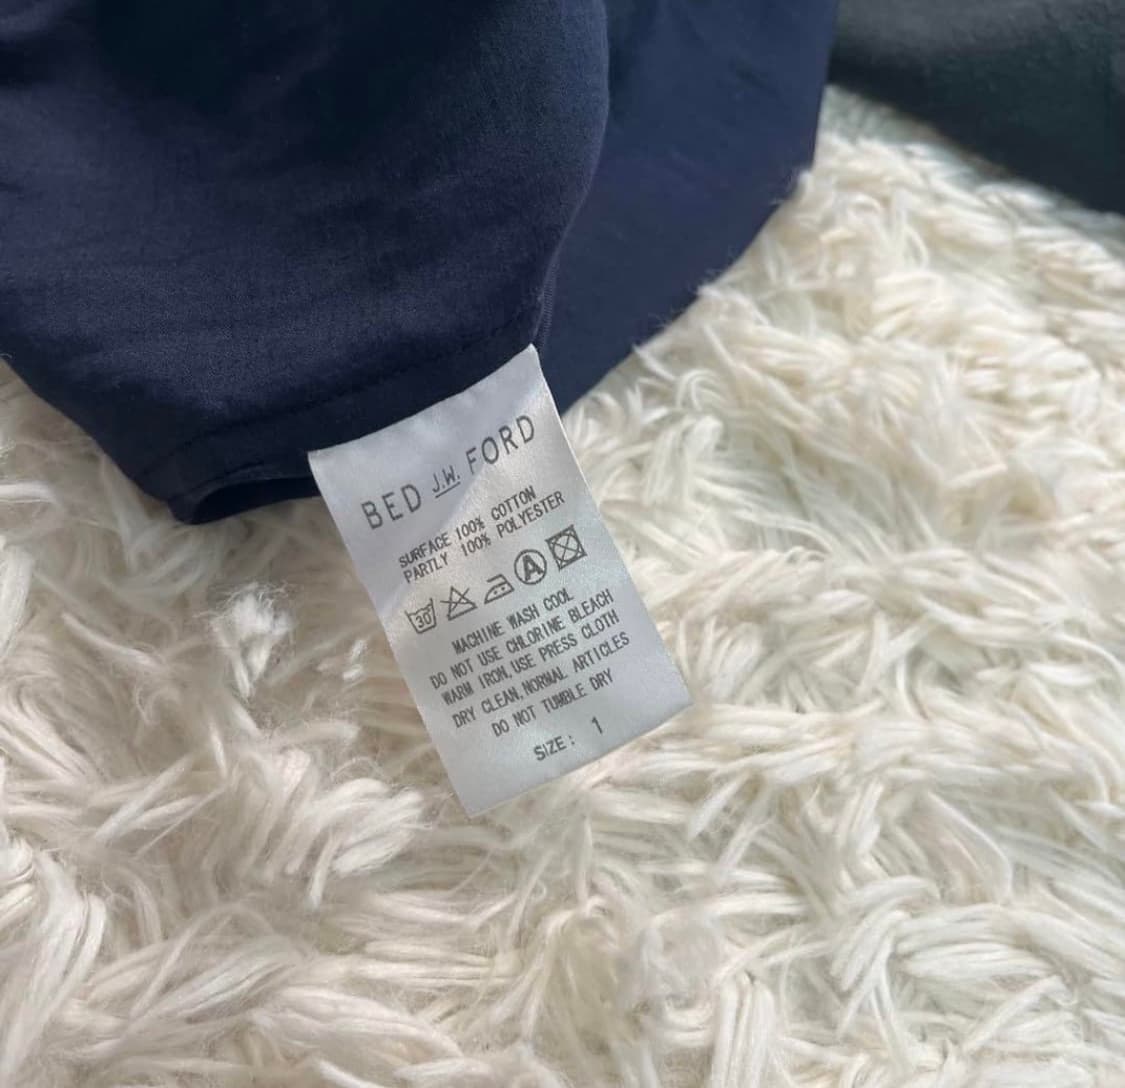 BED J.W. FORD
SURFACE 100% COTTON
PARTLY 100% POLYESTER
30 A
MACHINE WASH COOL
DO NOT USE CHLORINE BLEACH
WARM IRON, USE PRESS CLOTH
DRY CLEAN, NORMAL ARTICLES
DO NOT TUMBLE DRY
SIZE: 1